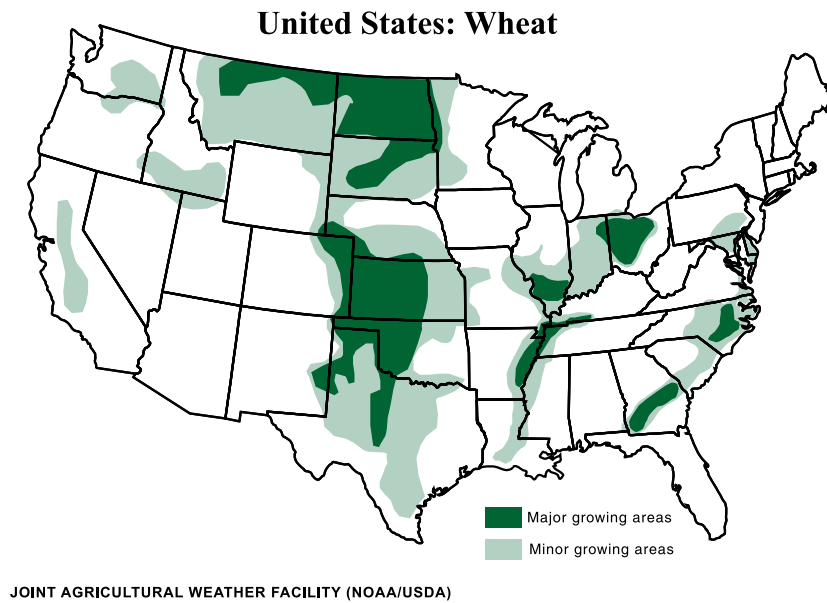 United States: Wheat
Major growing areas
Minor growing areas
JOINT AGRICULTURAL WEATHER FACILITY (NOAA/USDA)